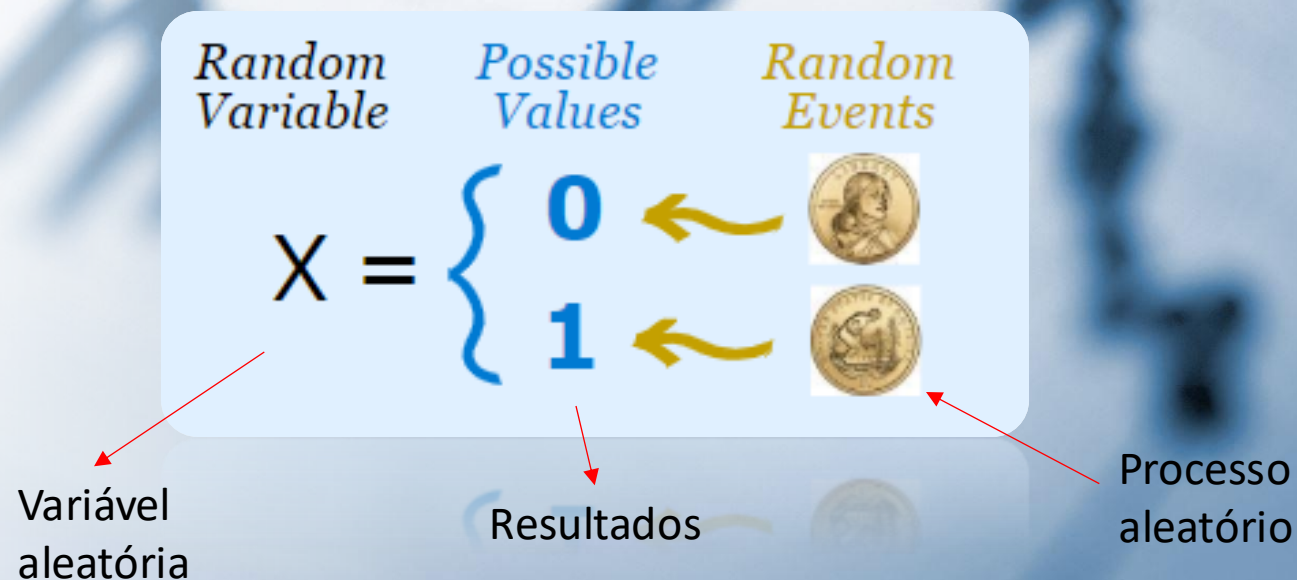 Random Variable
Possible Values
Random Events
X =
0
1
Variável
aleatória
Resultados
Processo
aleatório